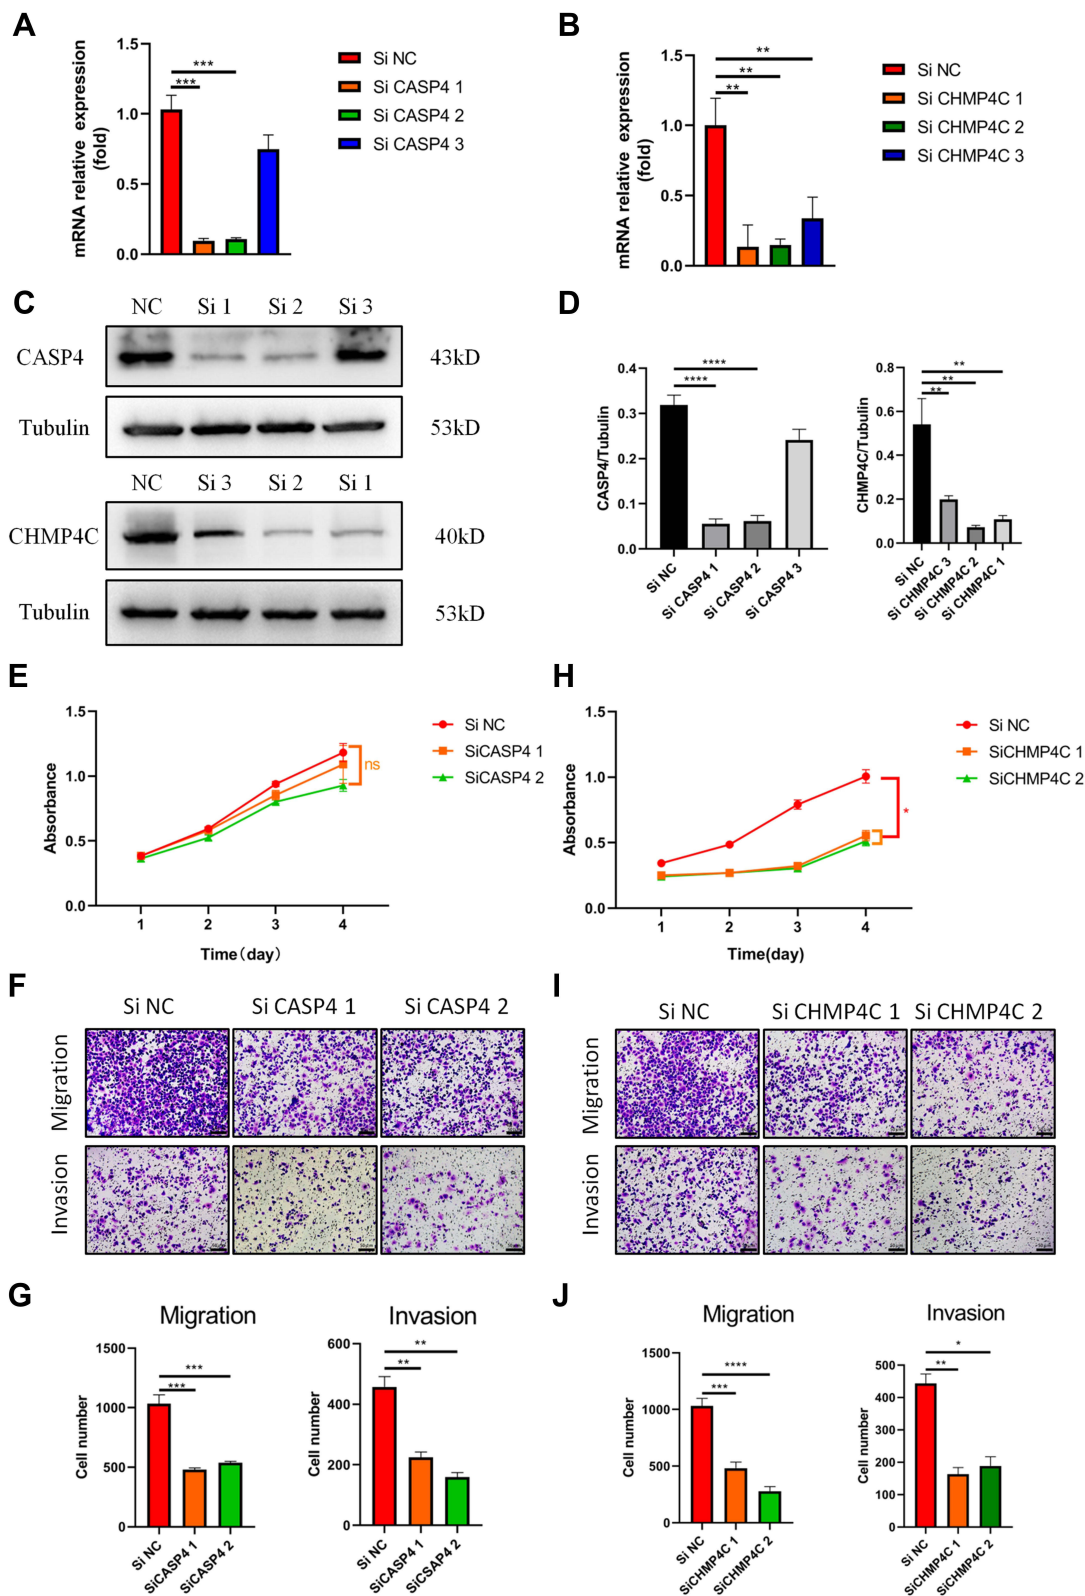 A
mRNA relative expression
(fold)
1.5
1.0
0.5
0.0
***
***
Si NC
Si CASP4 1
Si CASP4 2
Si CASP4 3
B
mRNA relative expression
(fold)
1.5
1.0
0.5
0.0
**
**
**
Si NC
Si CHMP4C 1
Si CHMP4C 2
Si CHMP4C 3
C
NC Si 1 Si 2 Si 3
CASP4 43kD
Tubulin 53kD
NC Si 3 Si 2 Si 1
CHMP4C 40kD
Tubulin 53kD
D
CASP4/Tubulin
0.4
0.3
0.2
0.1
0.0
****
****
Si NC
Si CASP4 1
Si CASP4 2
Si CASP4 3
CHMP4C/Tubulin
0.8
0.6
0.4
0.2
0.0
**
**
**
Si NC
Si CHMP4C 3
Si CHMP4C 2
Si CHMP4C 1
E
Absorbance
1.5
1.0
0.5
0.0
1 2 3 4
Time(day)
ns
Si NC
SiCASP4 1
SiCASP4 2
H
Absorbance
1.5
1.0
0.5
0.0
1 2 3 4
Time(day)
*
Si NC
SiCHMP4C 1
SiCHMP4C 2
F
Si NC Si CASP4 1 Si CASP4 2
Migration
Invasion
I
Si NC Si CHMP4C 1 Si CHMP4C 2
Migration
Invasion
G
Migration
Cell number
1500
1000
500
0
***
***
Si NC
SiCASP4 1
SiCASP4 2
Invasion
Cell number
600
400
200
0
**
**
Si NC
SiCASP4 1
SiCSAP4 2
J
Migration
Cell number
1500
1000
500
0
****
***
Si NC
SiCHMP4C 1
SiCHMP4C 2
Invasion
Cell number
500
400
300
200
100
0
*
**
Si NC
SiCHMP4C 1
SiCHMP4C 2